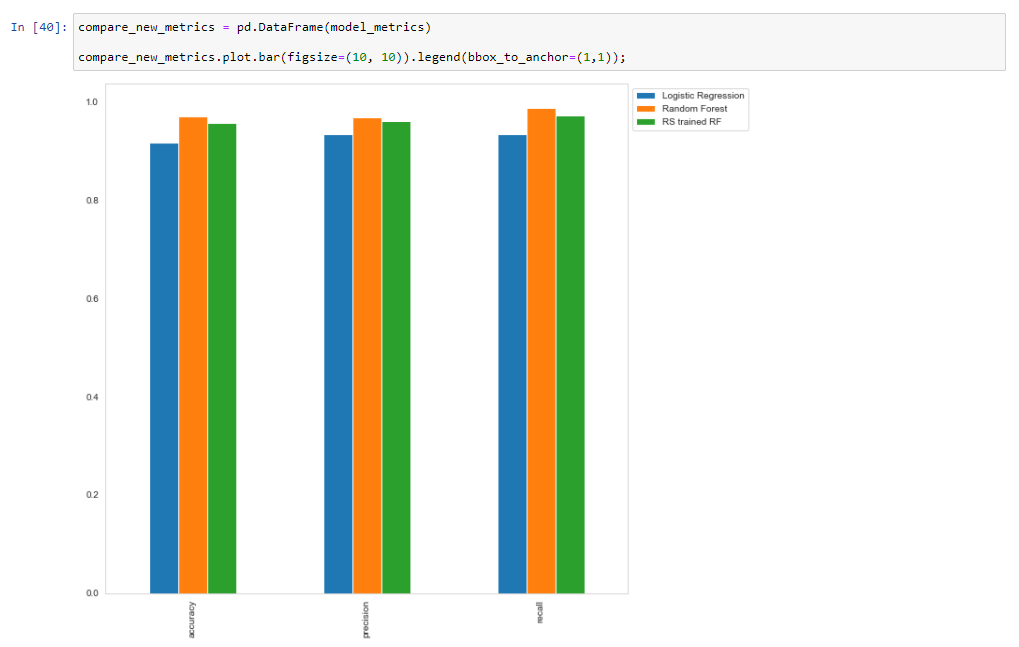 In [40]: compare_new_metrics = pd.DataFrame(model_metrics)
compare_new_metrics.plot.bar(figsize=(10, 10)).legend(bbox_to_anchor=(1,1));
Logistic Regression
Random Forest
RS trained RF
1.0
0.8
0.6
0.4
0.2
0.0
accuracy
precision
recall